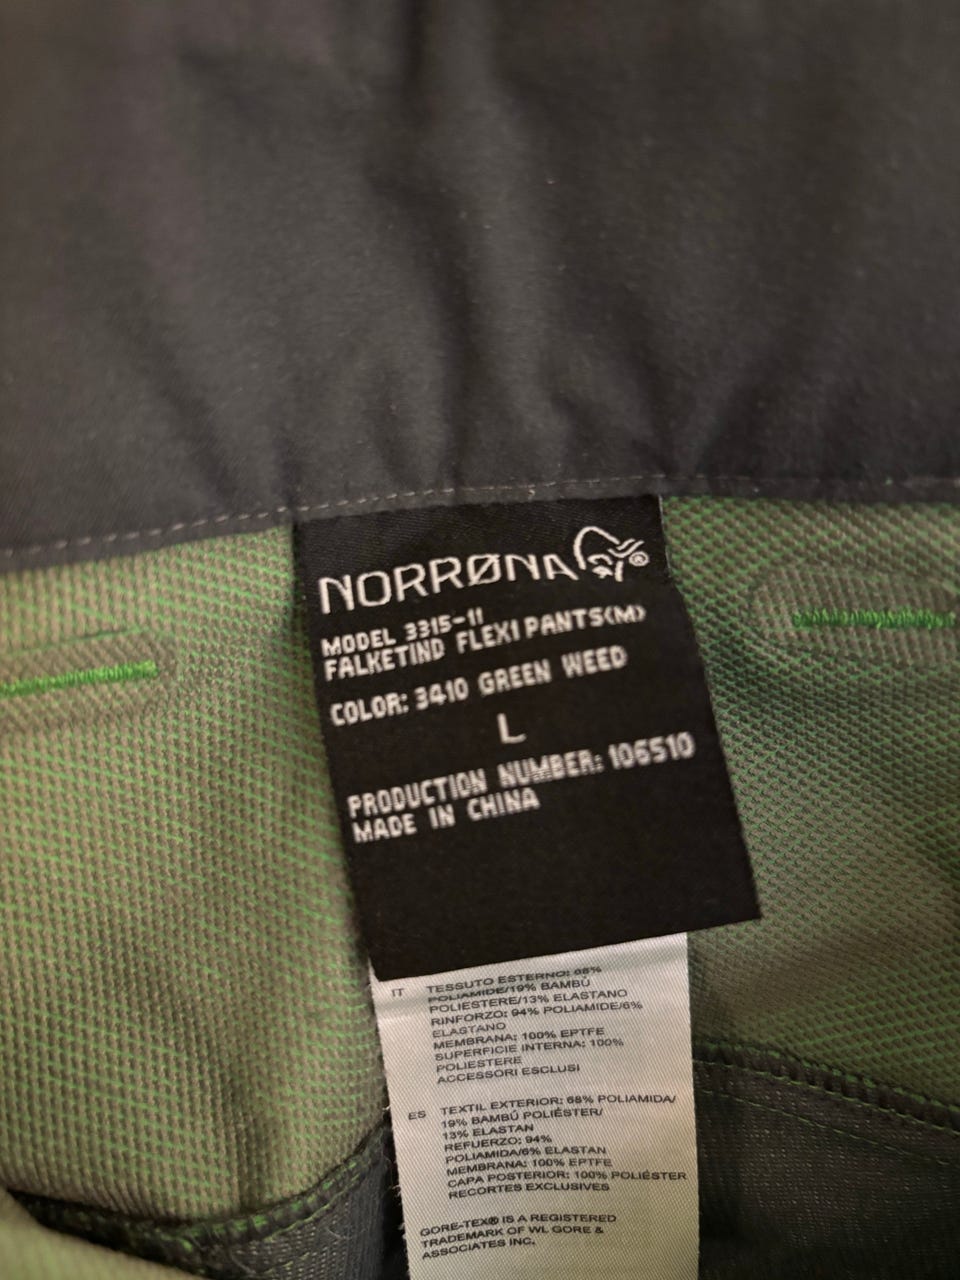 NORRØNA ®
MODEL 3315-11
FALKETIND FLEXI PANTS(M)
COLOR: 3410 GREEN WEED
L
PRODUCTION NUMBER: 106510
MADE IN CHINA
IT TESSUTO ESTERNO: 68%
POLIAMIDE/19% BAMBÙ
POLIESTERE/13% ELASTANO
RINFORZO: 94% POLIAMIDE/6%
ELASTANO
MEMBRANA: 100% EPTFE
SUPERFICIE INTERNA: 100%
POLIESTERE
ACCESSORI ESCLUSI
ES TEXTIL EXTERIOR: 68% POLIAMIDA/
19% BAMBÚ POLIÉSTER/
13% ELASTAN
REFUERZO: 94%
POLIAMIDA/6% ELASTAN
MEMBRANA: 100% EPTFE
CAPA POSTERIOR: 100% POLIÉSTER
RECORTES EXCLUSIVES
GORE-TEX® IS A REGISTERED
TRADEMARK OF WL GORE &
ASSOCIATES INC.